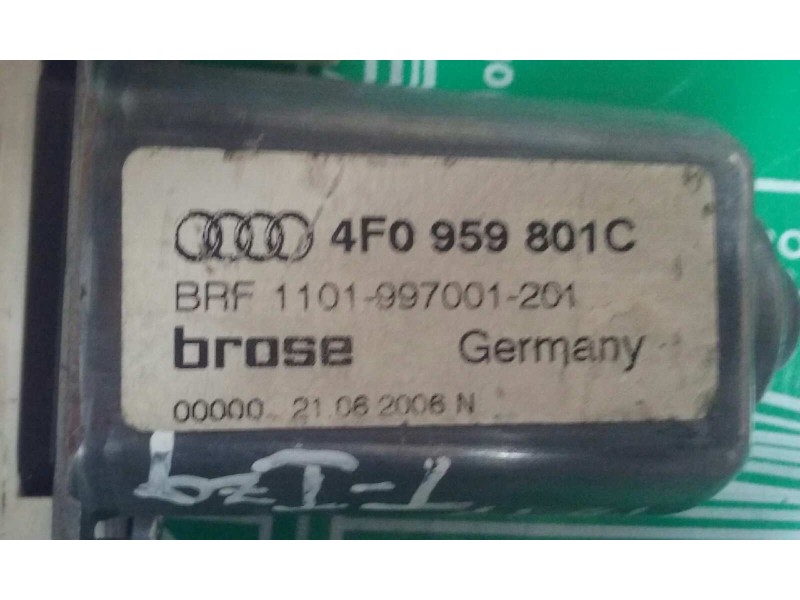 4F0 959 801C
BRF 1101-997001-201
brose Germany
00000 21 06 2006 N